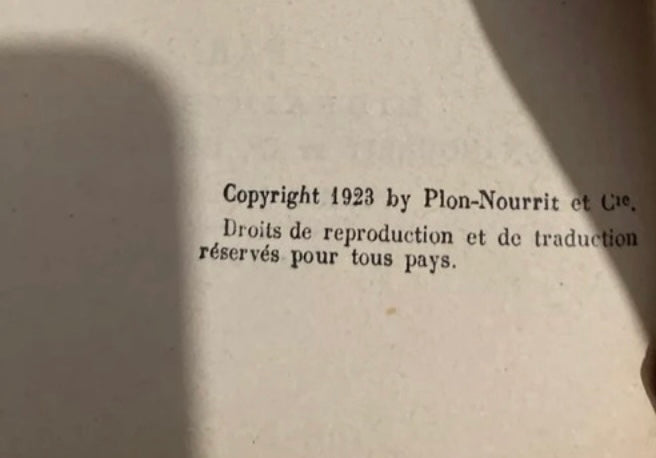 Copyright 1923 by Plon-Nourrit et Cie.
Droits de reproduction et de traduction
réservés pour tous pays.